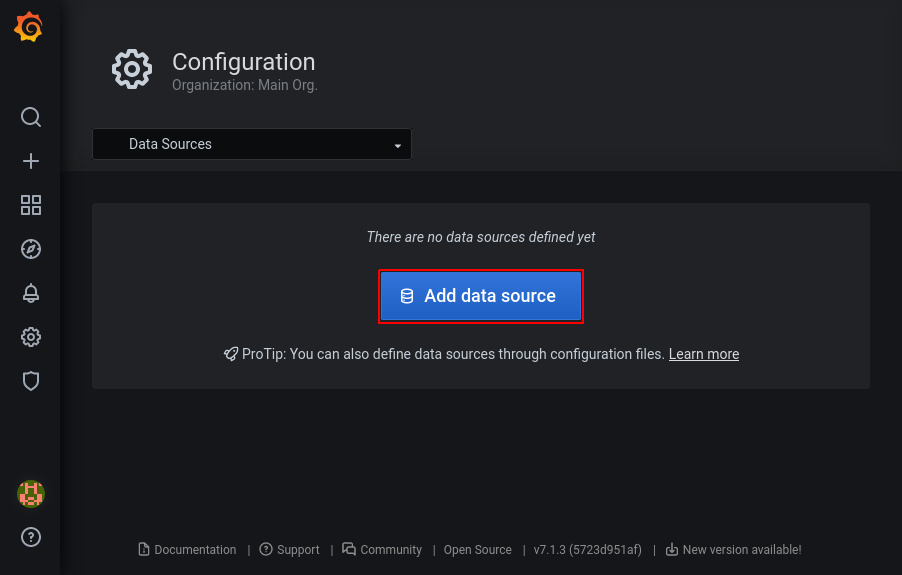 Configuration
Organization: Main Org.
Data Sources
There are no data sources defined yet
Add data source
ProTip: You can also define data sources through configuration files. Learn more
Documentation | Support | Community | Open Source | v7.1.3 (5723d951af) | New version available!